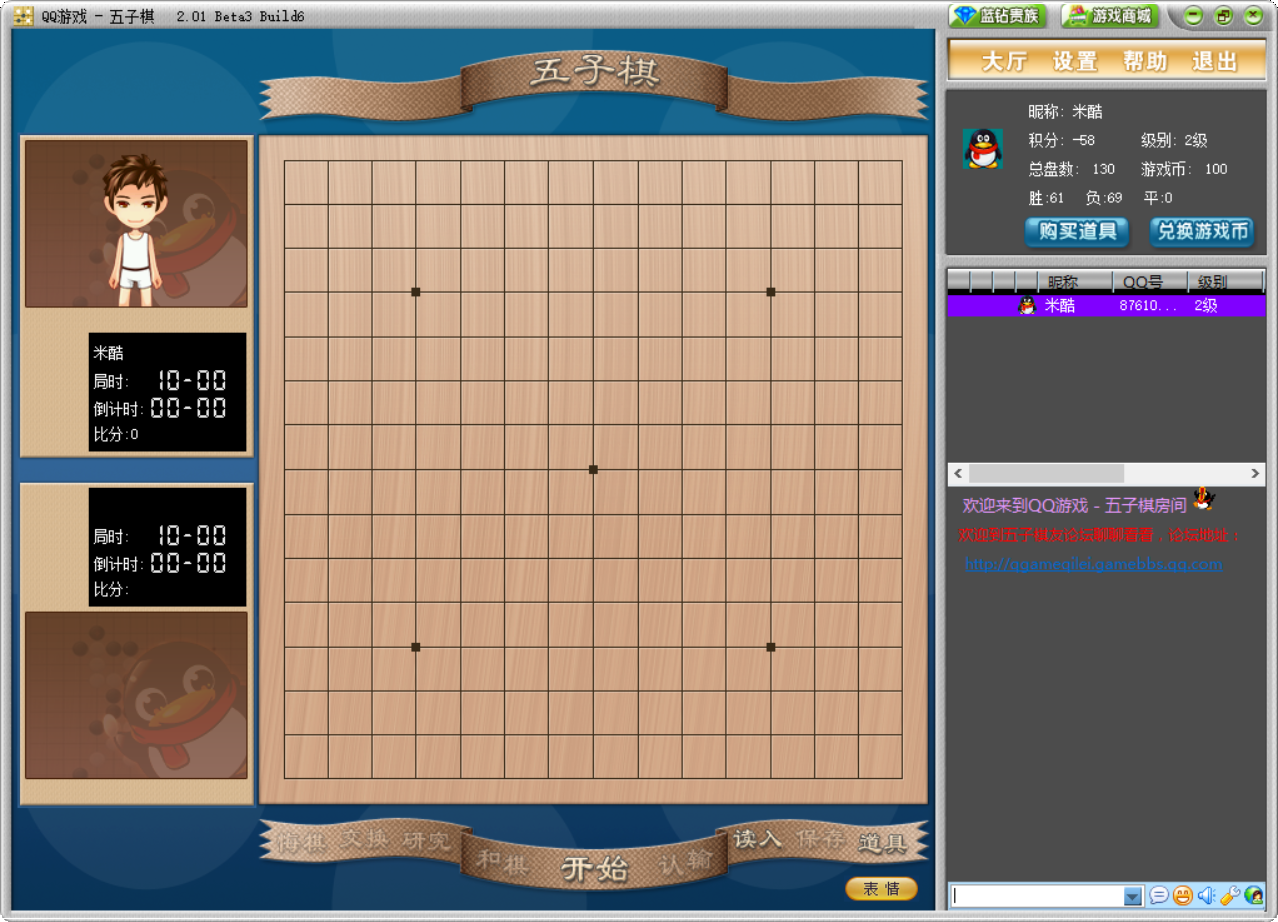 QQ游戏 - 五子棋 2.01 Beta3 Build6
蓝钻贵族 游戏商城
五子棋
大厅 设置 帮助 退出
昵称: 米酷
积分: -58 级别: 2级
总盘数: 130 游戏币: 100
胜:61 负:69 平:0
购买道具 兑换游戏币
昵称 QQ号 级别
米酷 87610... 2级
米酷
局时: 10-00
倒计时: 00-00
比分:0
局时: 10-00
倒计时: 00-00
比分:
欢迎来到QQ游戏 - 五子棋房间
欢迎到五子棋友论坛聊聊看看，论坛地址：
http://qgameqilei.gamebbs.qq.com
悔棋 交换 研究 和棋 开始 认输 读入 保存 道具
表情